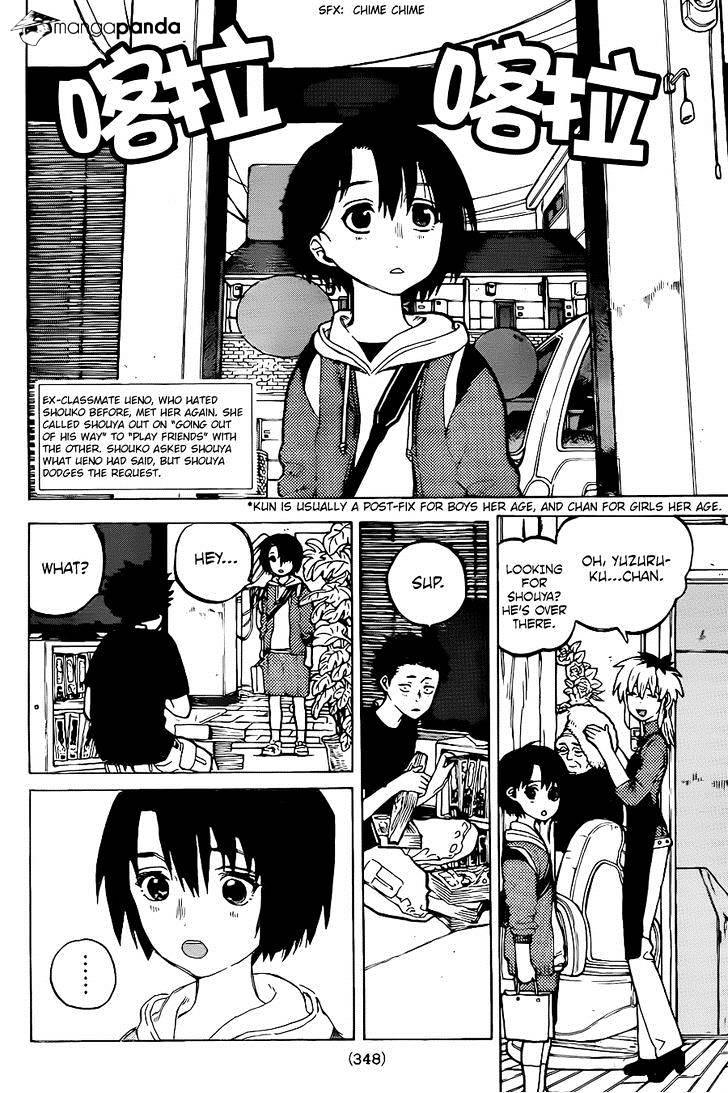 mangapanda
SFX: CHIME CHIME
喀拉
喀拉
EX-CLASSMATE UENO, WHO HATED
SHOUKO BEFORE, MET HER AGAIN. SHE
CALLED SHOUYA OUT ON "GOING OUT
OF HIS WAY" TO "PLAY FRIENDS" WITH
THE OTHER. SHOUKO ASKED SHOUYA
WHAT UENO HAD SAID, BUT SHOUYA
DODGES THE REQUEST.
*KUN IS USUALLY A POST-FIX FOR BOYS HER AGE, AND CHAN FOR GIRLS HER AGE.
OH, YUZURU-
KU...CHAN.
LOOKING
FOR
SHOUYA?
HE'S OVER
THERE.
SUP.
HEY...
WHAT?
......
(348)